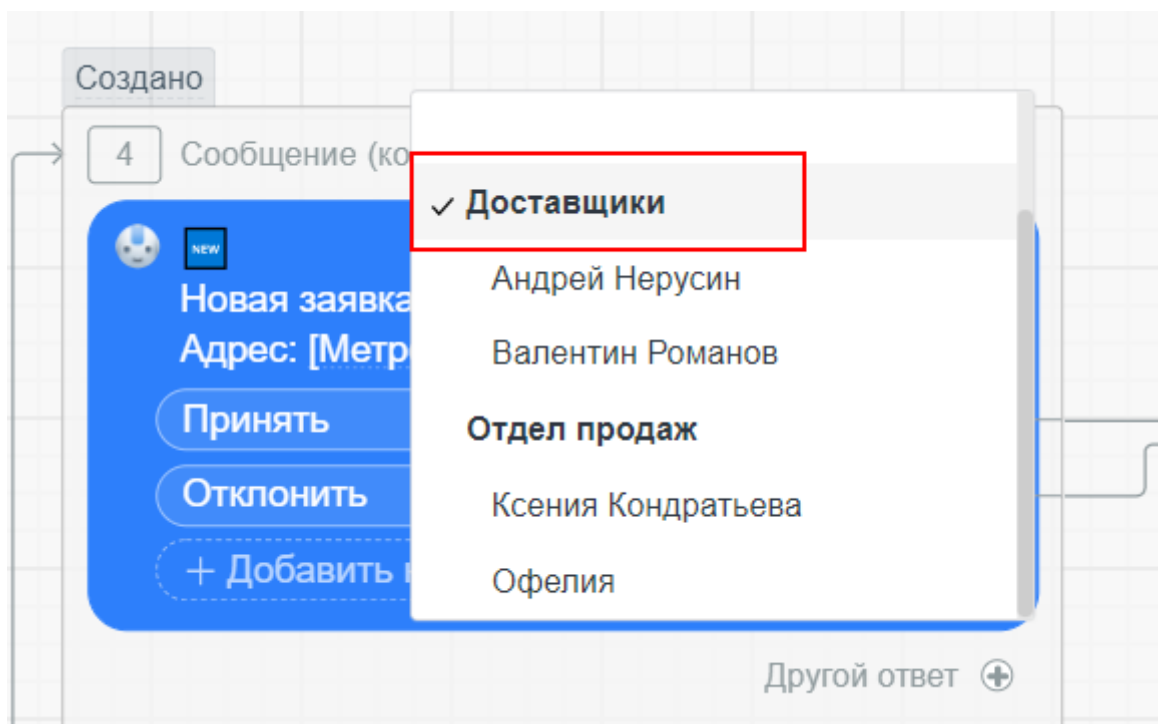 Создано
4 Сообщение (ко
NEW
Новая заявка
Адрес: [Метр
Принять
Отклонить
+ Добавить
Доставщики
Андрей Нерусин
Валентин Романов
Отдел продаж
Ксения Кондратьева
Офелия
Другой ответ